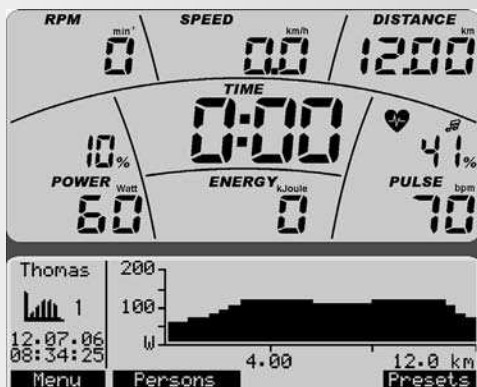 RPM SPEED DISTANCE
min⁻¹ km/h km
0 0.0 12.00
TIME
0:00
10% 41%
POWER Watt ENERGY kJoule PULSE bpm
60 0 70
Thomas 200
1 100
12.07.06
08:34:25 W
4.00 12.0 km
Menu Persons Presets